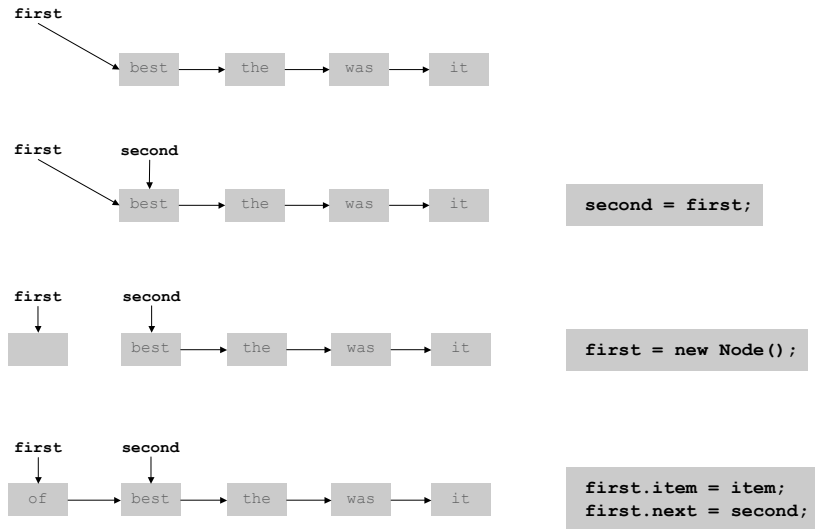 first
best the was it
first second
best the was it
second = first;
first second
best the was it
first = new Node();
first second
of best the was it
first.item = item;
first.next = second;